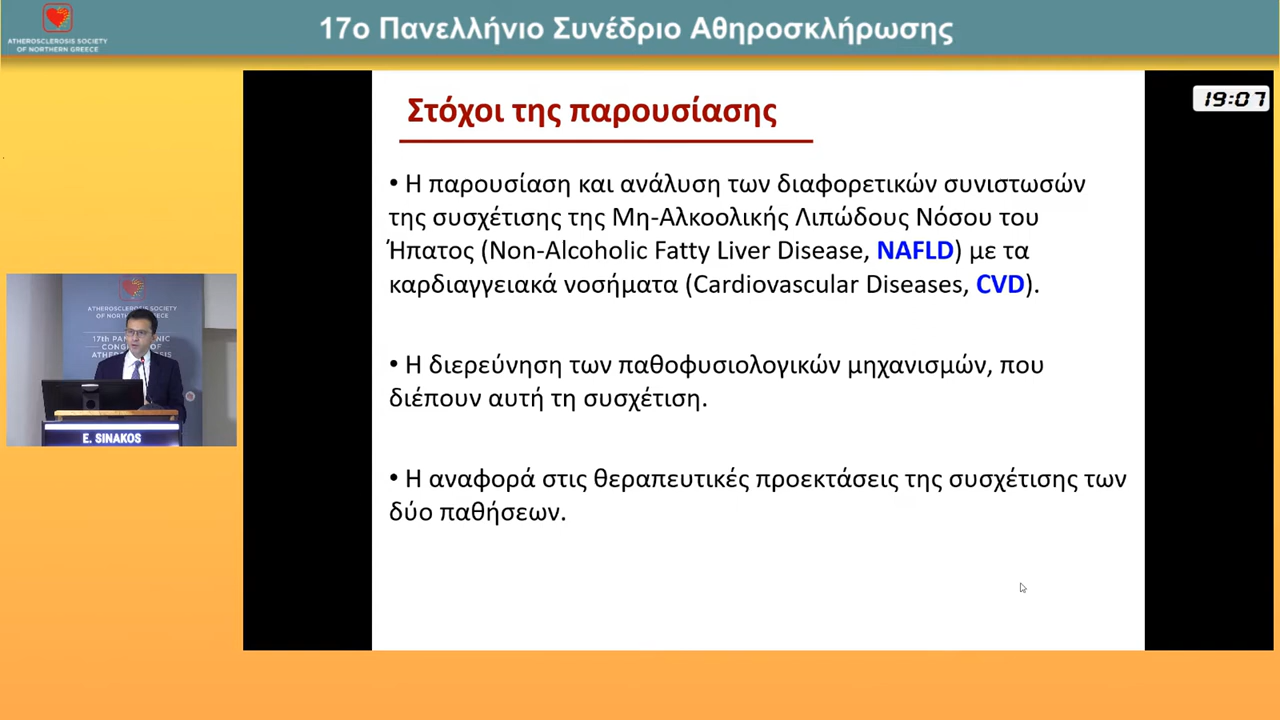 ATHEROSCLEROSIS SOCIETY
OF NORTHERN GREECE
17ο Πανελλήνιο Συνέδριο Αθηροσκλήρωσης
19:07
Στόχοι της παρουσίασης
• Η παρουσίαση και ανάλυση των διαφορετικών συνιστωσών
της συσχέτισης της Μη-Αλκοολικής Λιπώδους Νόσου του
Ήπατος (Non-Alcoholic Fatty Liver Disease, NAFLD) με τα
καρδιαγγειακά νοσήματα (Cardiovascular Diseases, CVD).
• Η διερεύνηση των παθοφυσιολογικών μηχανισμών, που
διέπουν αυτή τη συσχέτιση.
• Η αναφορά στις θεραπευτικές προεκτάσεις της συσχέτισης των
δύο παθήσεων.
ATHEROSCLEROSIS SOCIETY
17th
E. SINAKOS